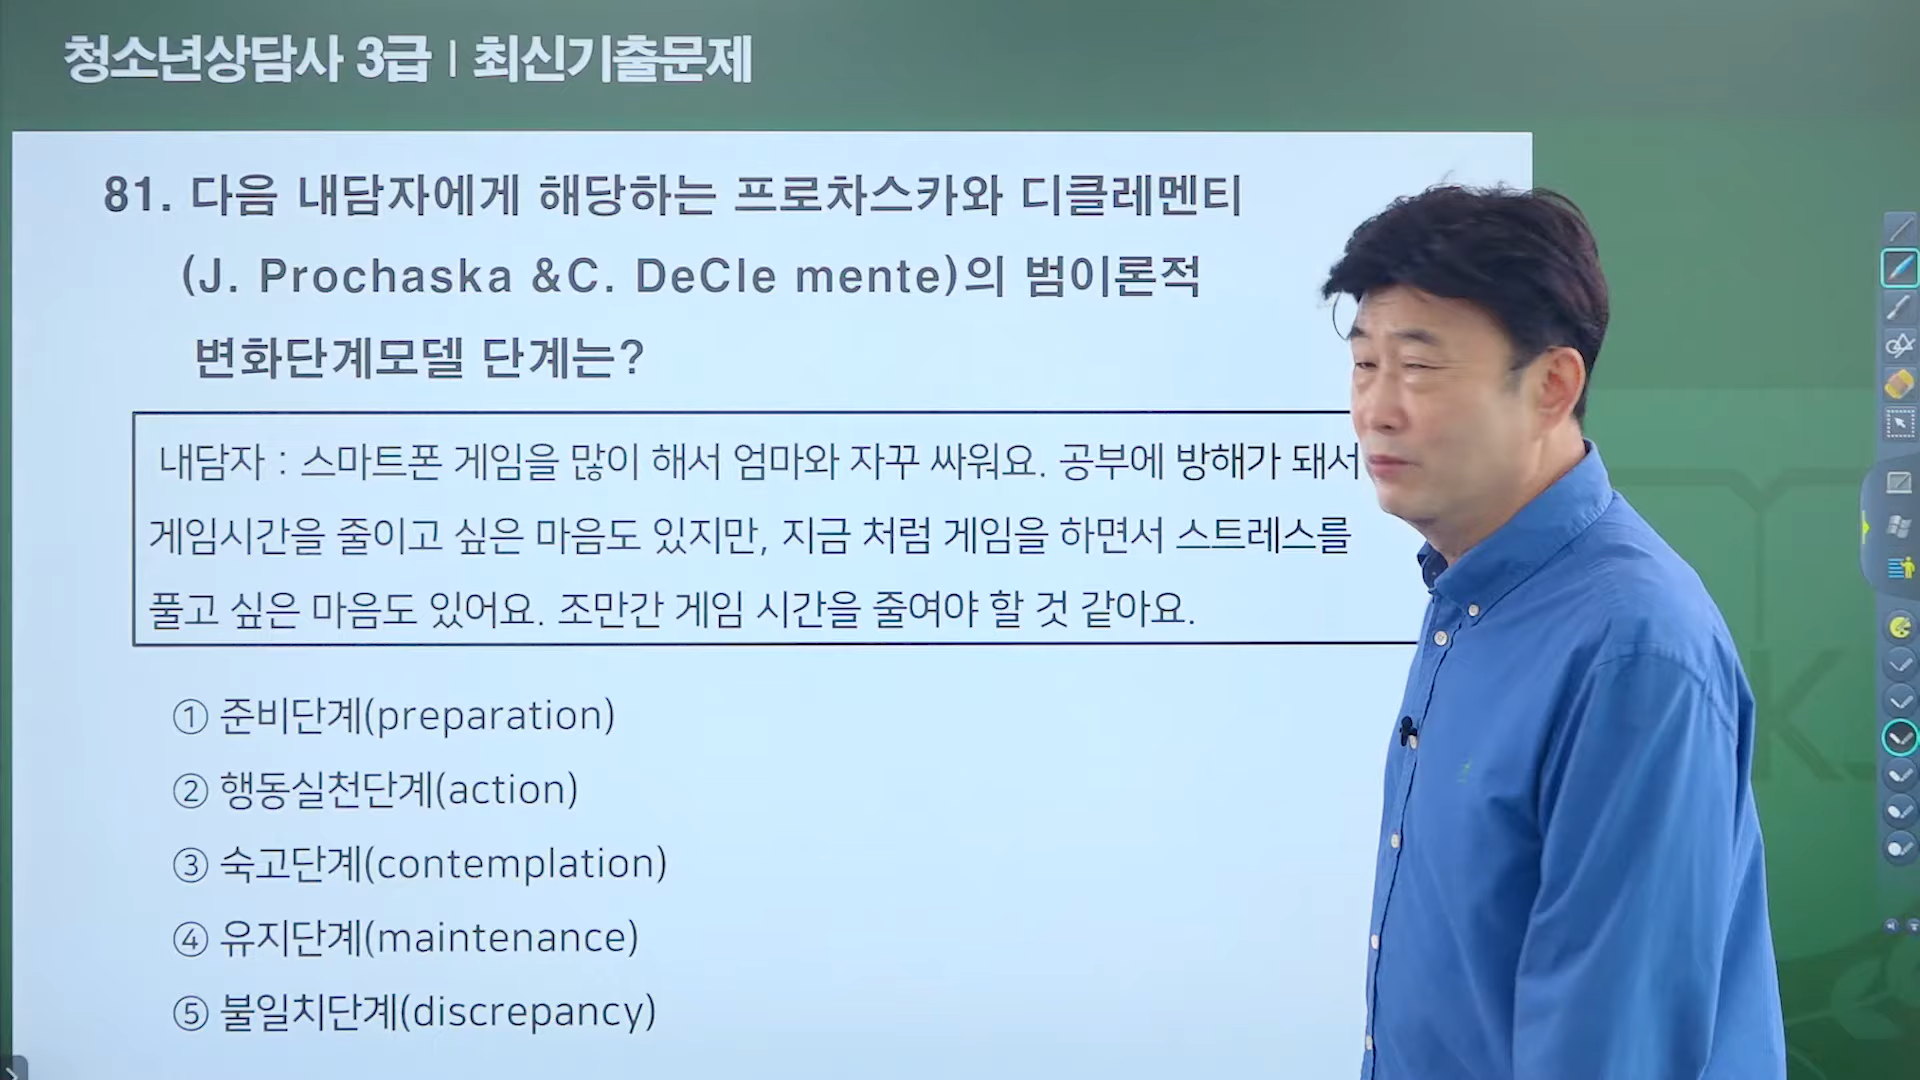 청소년상담사 3급 | 최신기출문제
81. 다음 내담자에게 해당하는 프로차스카와 디클레멘티
(J. Prochaska &C. DeCle mente)의 범이론적
변화단계모델 단계는?
내담자 : 스마트폰 게임을 많이 해서 엄마와 자꾸 싸워요. 공부에 방해가 돼서
게임시간을 줄이고 싶은 마음도 있지만, 지금 처럼 게임을 하면서 스트레스를
풀고 싶은 마음도 있어요. 조만간 게임 시간을 줄여야 할 것 같아요.
① 준비단계(preparation)
② 행동실천단계(action)
③ 숙고단계(contemplation)
④ 유지단계(maintenance)
⑤ 불일치단계(discrepancy)